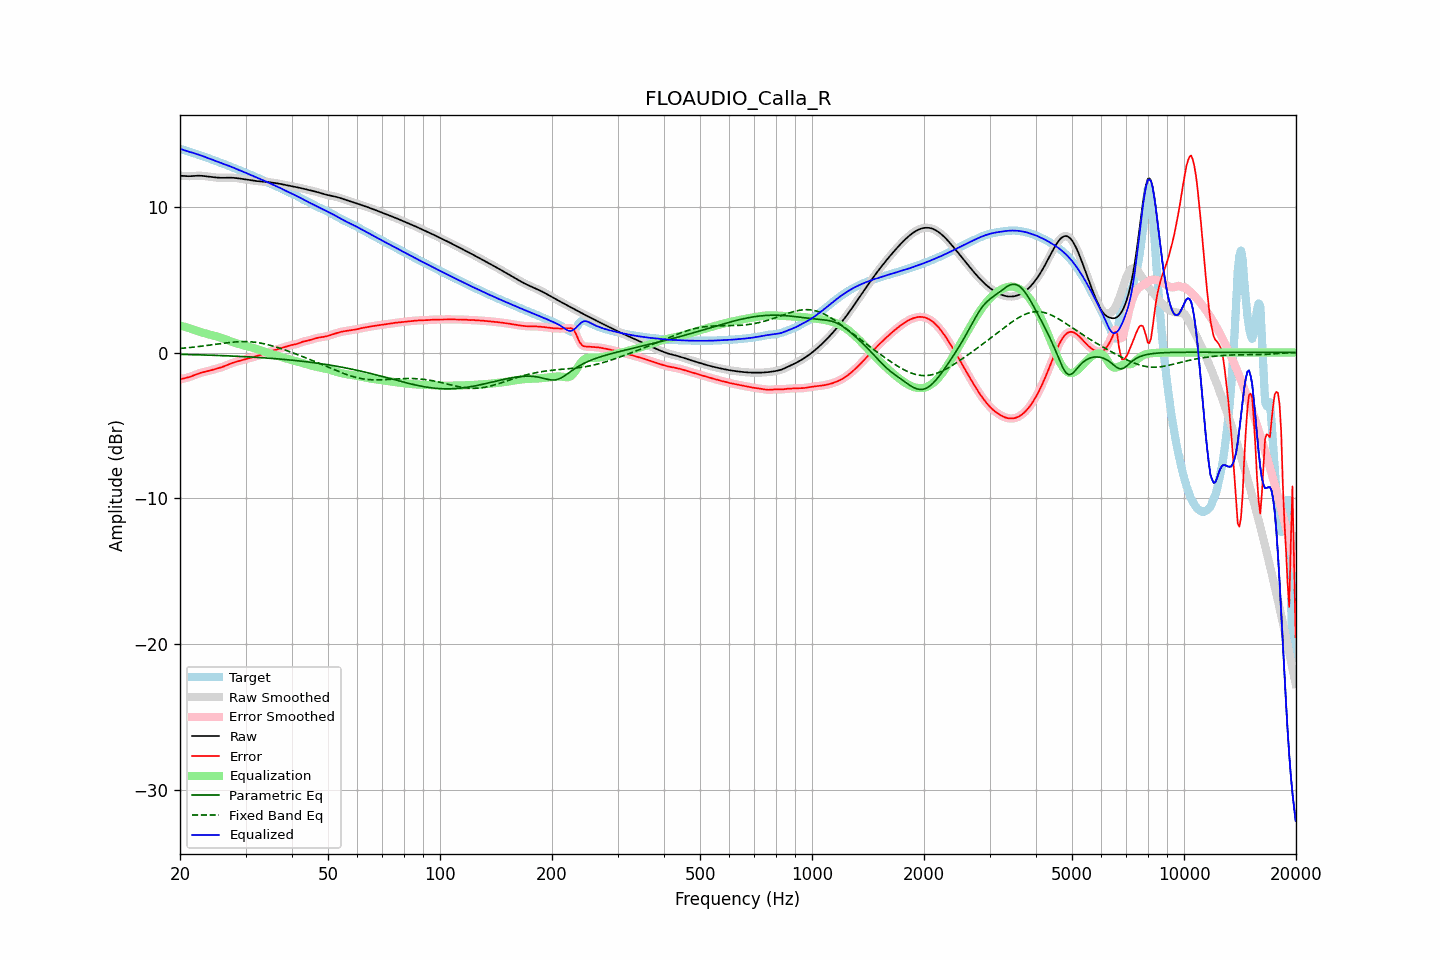 FLOAUDIO_Calla_R
Amplitude (dBr)
10
0
−10
−20
−30
Target
Raw Smoothed
Error Smoothed
Raw
Error
Equalization
Parametric Eq
Fixed Band Eq
Equalized
20 50 100 200 500 1000 2000 5000 10000 20000
Frequency (Hz)